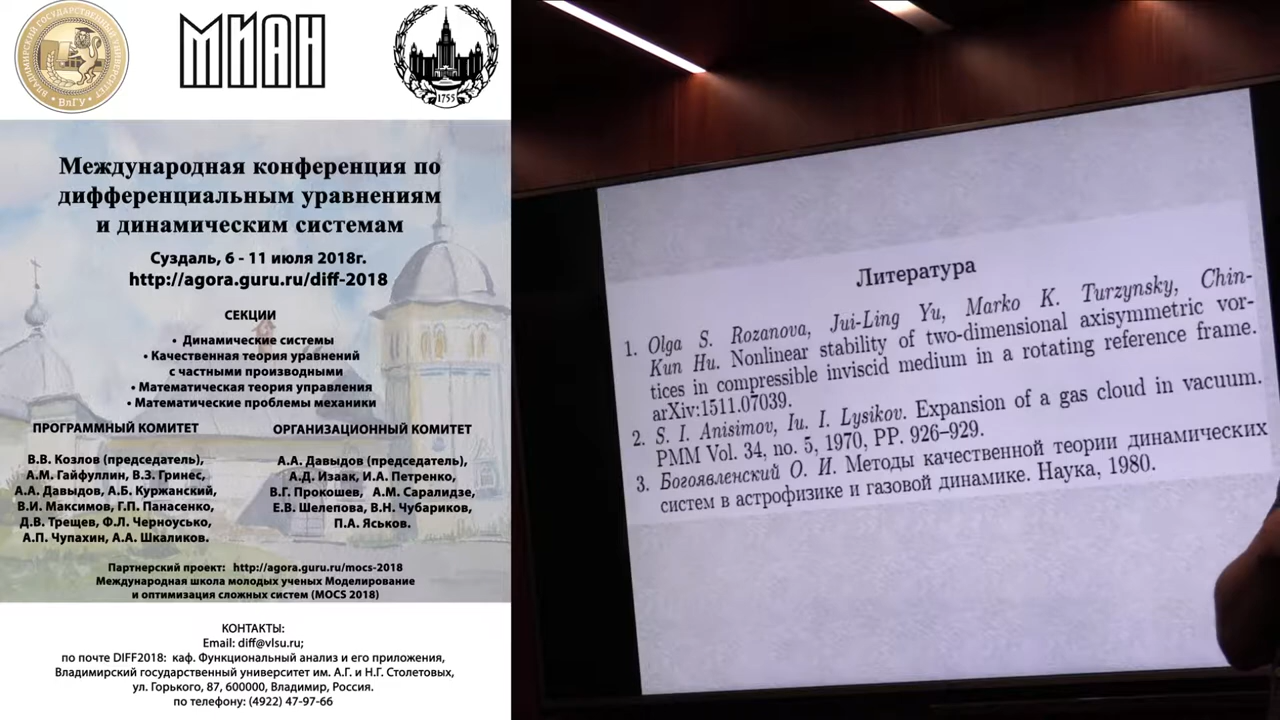 ВЛАДИМИРСКИЙ ГОСУДАРСТВЕННЫЙ УНИВЕРСИТЕТ
ВлГУ
МИАН
1755
Международная конференция по
дифференциальным уравнениям
и динамическим системам
Суздаль, 6 - 11 июля 2018г.
http://agora.guru.ru/diff-2018
СЕКЦИИ
• Динамические системы
• Качественная теория уравнений
с частными производными
• Математическая теория управления
• Математические проблемы механики
ПРОГРАММНЫЙ КОМИТЕТ
В.В. Козлов (председатель),
А.М. Гайфуллин, В.З. Гринес,
А.А. Давыдов, А.Б. Куржанский,
В.И. Максимов, Г.П. Панасенко,
Д.В. Трещев, Ф.Л. Черноусько,
А.П. Чупахин, А.А. Шкаликов.
ОРГАНИЗАЦИОННЫЙ КОМИТЕТ
А.А. Давыдов (председатель),
А.Д. Изаак, И.А. Петренко,
В.Г. Прокошев, А.М. Саралидзе,
Е.В. Шелепова, В.Н. Чубариков,
П.А. Яськов.
Партнерский проект: http://agora.guru.ru/mocs-2018
Международная школа молодых ученых Моделирование
и оптимизация сложных систем (MOCS 2018)
КОНТАКТЫ:
Email: diff@vlsu.ru;
по почте DIFF2018: каф. Функциональный анализ и его приложения,
Владимирский государственный университет им. А.Г. и Н.Г. Столетовых,
ул. Горького, 87, 600000, Владимир, Россия.
по телефону: (4922) 47-97-66
Литература
1. Olga S. Rozanova, Jui-Ling Yu, Marko K. Turzynsky, Chin-
Kun Hu. Nonlinear stability of two-dimensional axisymmetric vor-
tices in compressible inviscid medium in a rotating reference frame.
arXiv:1511.07039.
2. S. I. Anisimov, Iu. I. Lysikov. Expansion of a gas cloud in vacuum.
PMM Vol. 34, no. 5, 1970, PP. 926–929.
3. Богоявленский О. И. Методы качественной теории динамических
систем в астрофизике и газовой динамике. Наука, 1980.